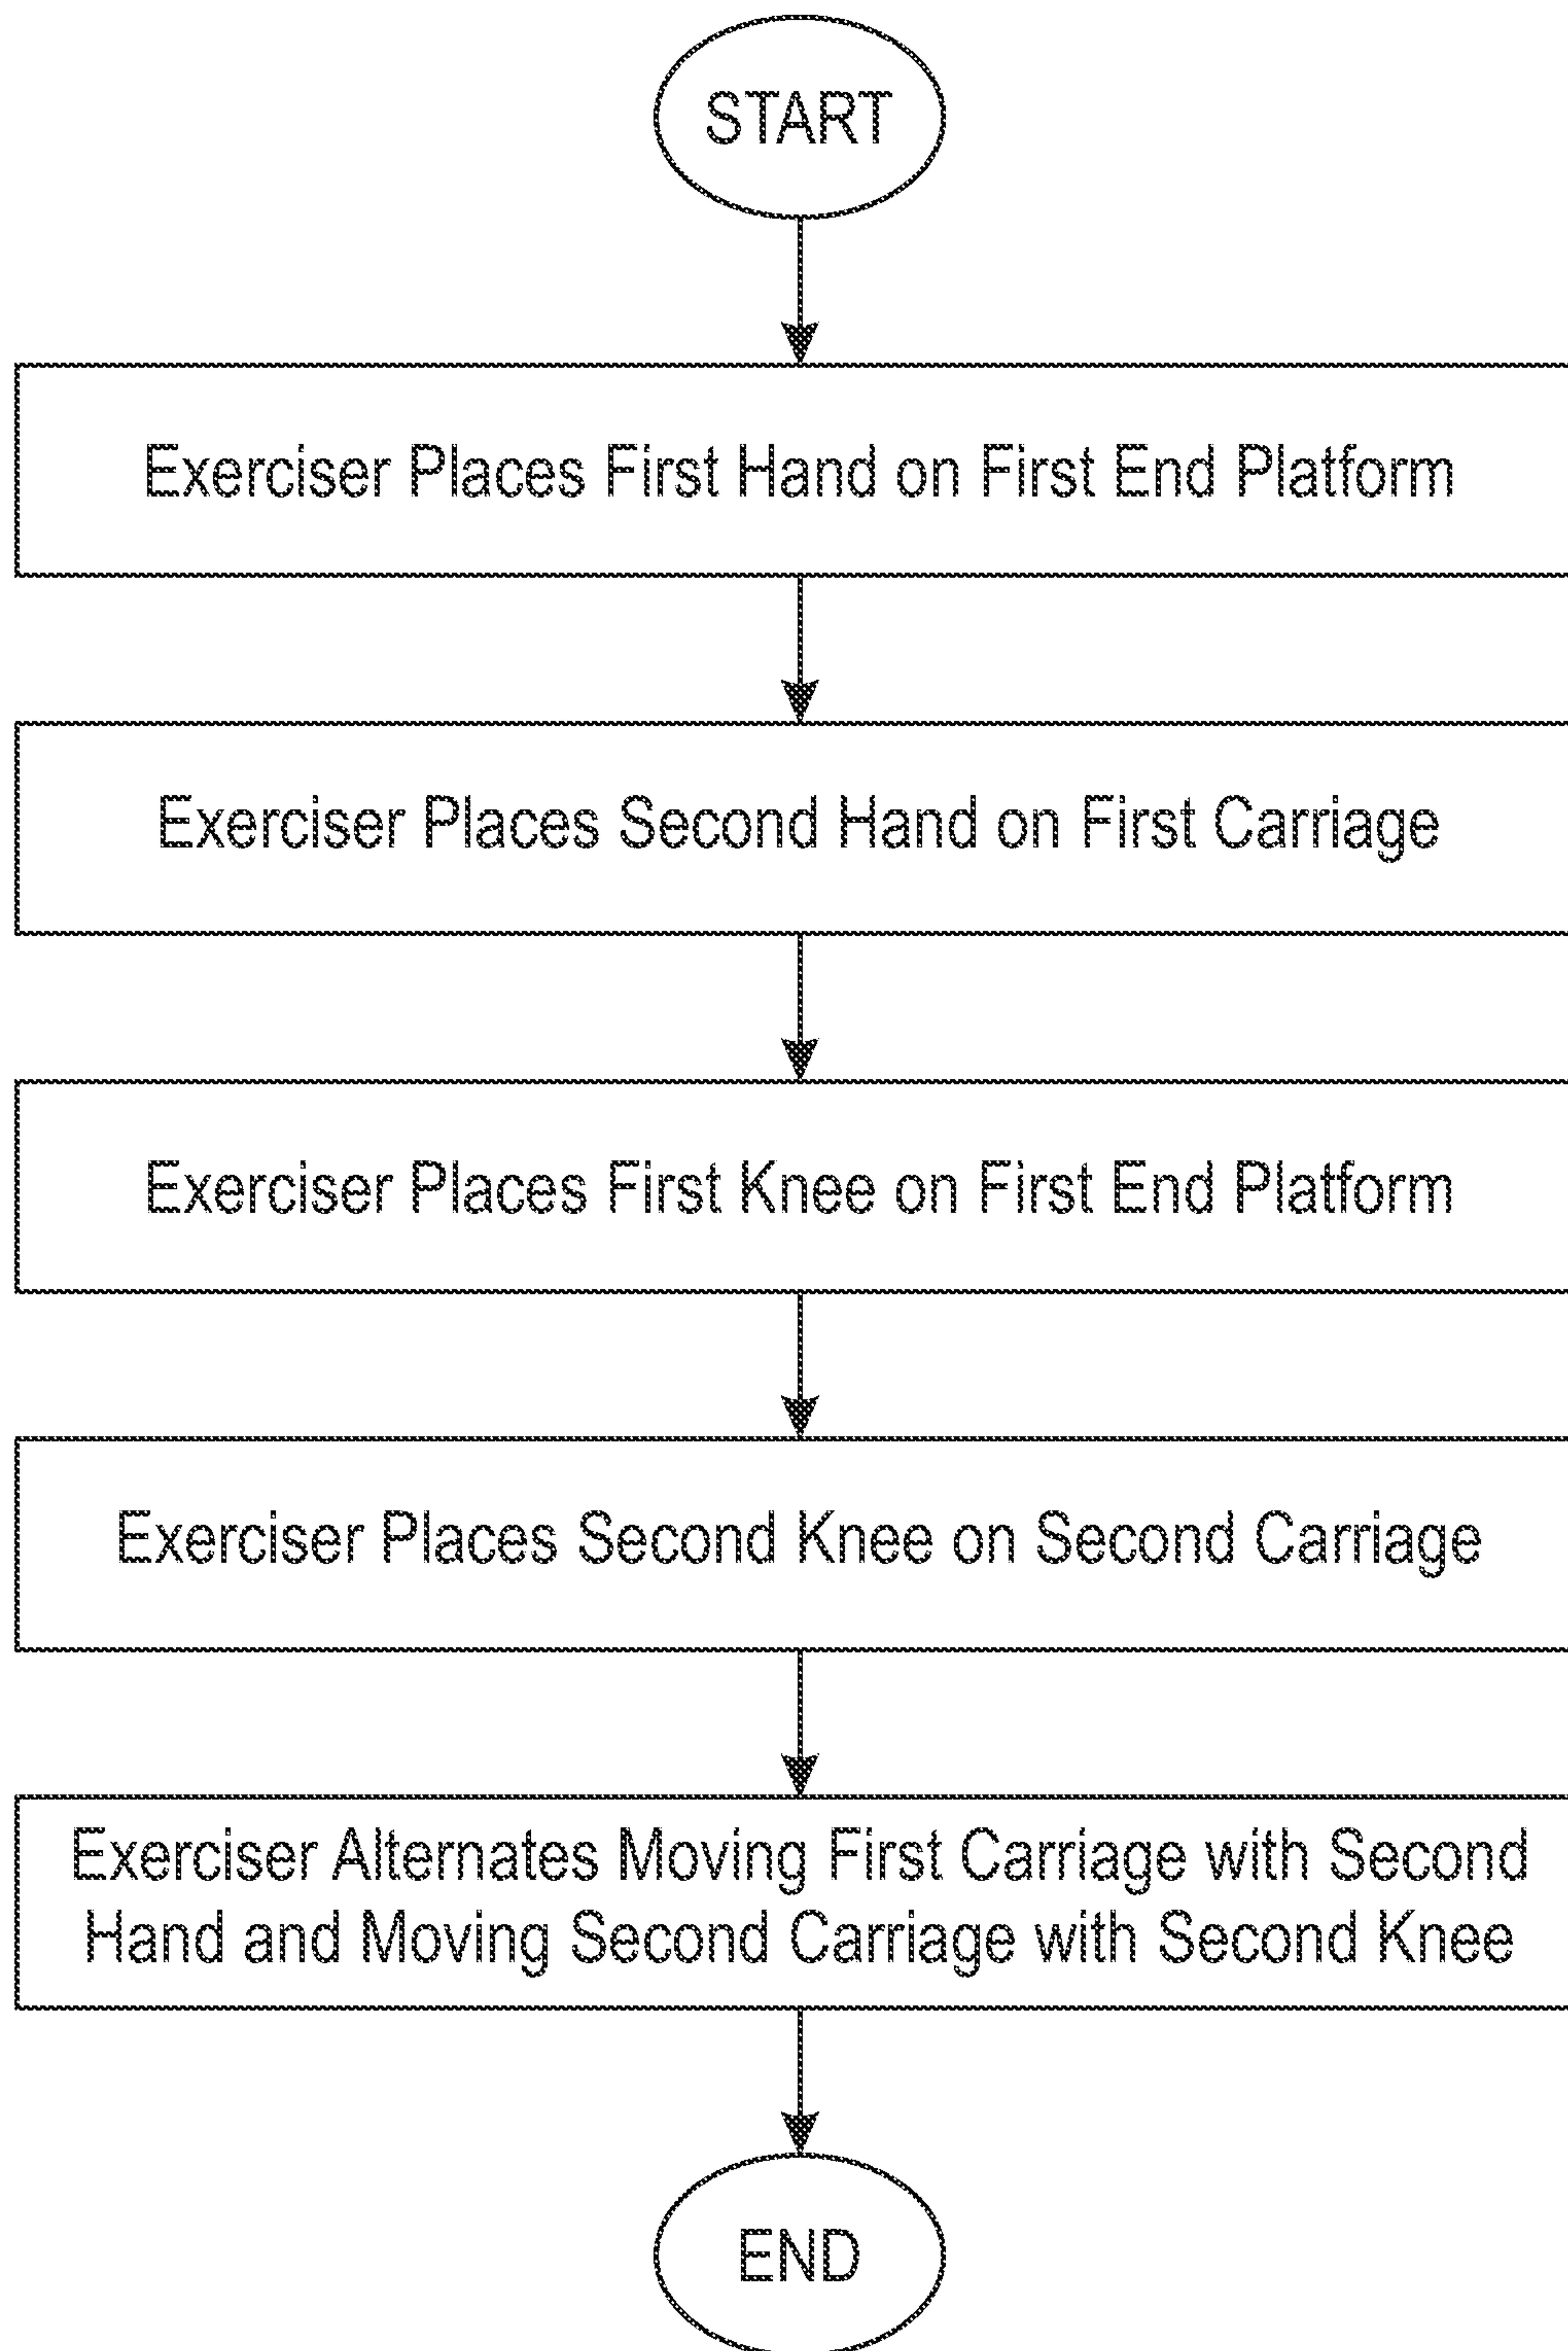 START
Exerciser Places First Hand on First End Platform
Exerciser Places Second Hand on First Carriage
Exerciser Places First Knee on First End Platform
Exerciser Places Second Knee on Second Carriage
Exerciser Alternates Moving First Carriage with Second
Hand and Moving Second Carriage with Second Knee
END